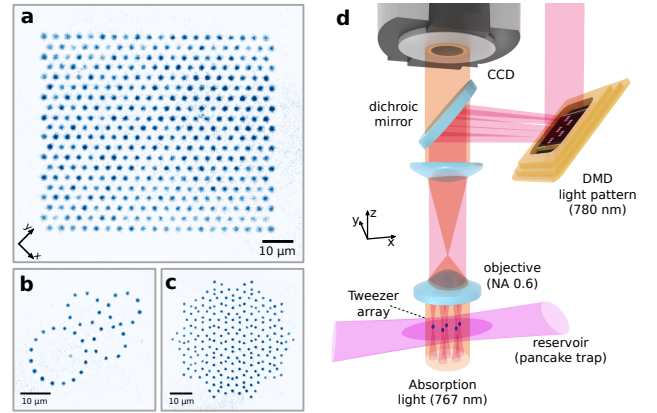 a
y
x
10 µm
b
10 µm
c
10 µm
d
CCD
dichroic
mirror
DMD
light pattern
(780 nm)
z
y
x
objective
(NA 0.6)
Tweezer
array
reservoir
(pancake trap)
Absorption
light (767 nm)